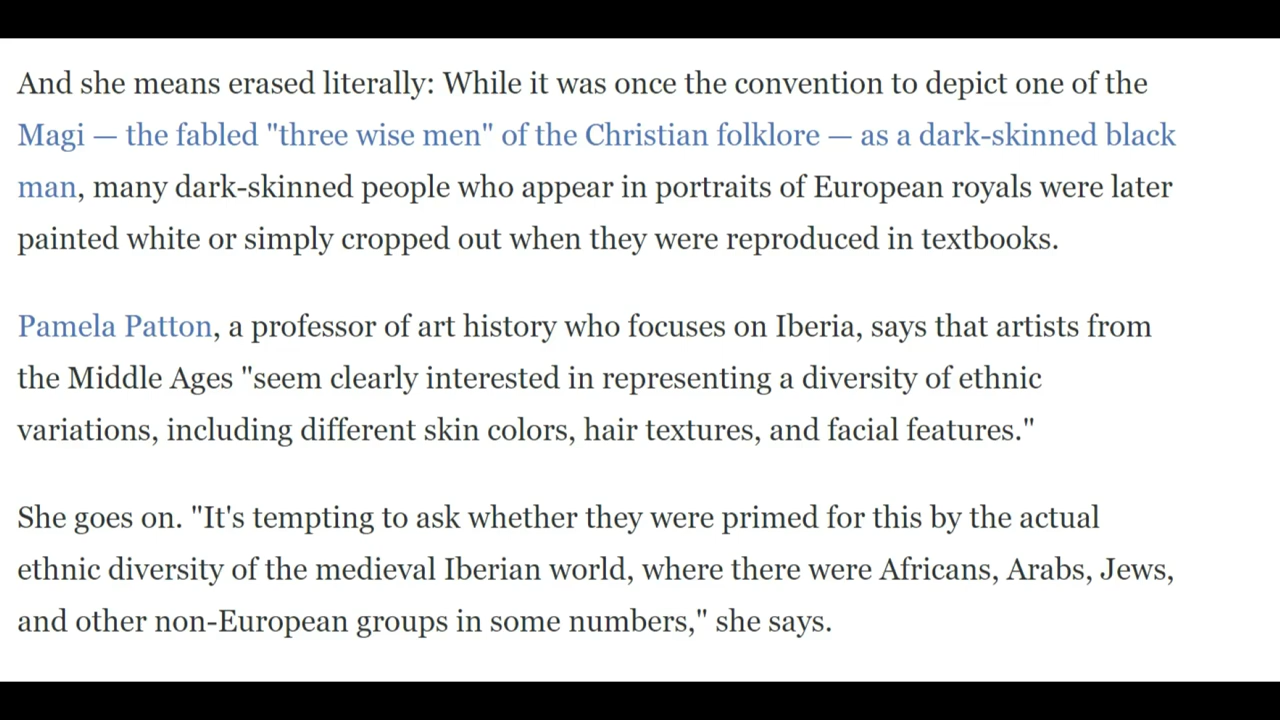 And she means erased literally: While it was once the convention to depict one of the
Magi — the fabled "three wise men" of the Christian folklore — as a dark-skinned black
man, many dark-skinned people who appear in portraits of European royals were later
painted white or simply cropped out when they were reproduced in textbooks.
Pamela Patton, a professor of art history who focuses on Iberia, says that artists from
the Middle Ages "seem clearly interested in representing a diversity of ethnic
variations, including different skin colors, hair textures, and facial features."
She goes on. "It's tempting to ask whether they were primed for this by the actual
ethnic diversity of the medieval Iberian world, where there were Africans, Arabs, Jews,
and other non-European groups in some numbers," she says.